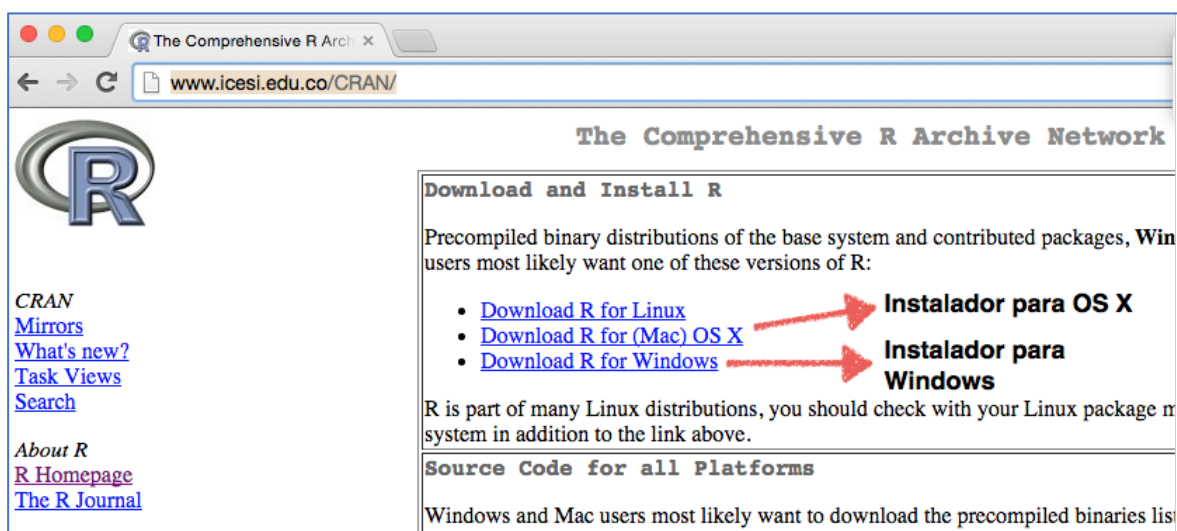 The Comprehensive R Arch ×
www.icesi.edu.co/CRAN/
R
The Comprehensive R Archive Network
Download and Install R
Precompiled binary distributions of the base system and contributed packages, Win
users most likely want one of these versions of R:
• Download R for Linux
• Download R for (Mac) OS X
• Download R for Windows
Instalador para OS X
Instalador para
Windows
R is part of many Linux distributions, you should check with your Linux package m
system in addition to the link above.
Source Code for all Platforms
Windows and Mac users most likely want to download the precompiled binaries lis
CRAN
Mirrors
What's new?
Task Views
Search
About R
R Homepage
The R Journal